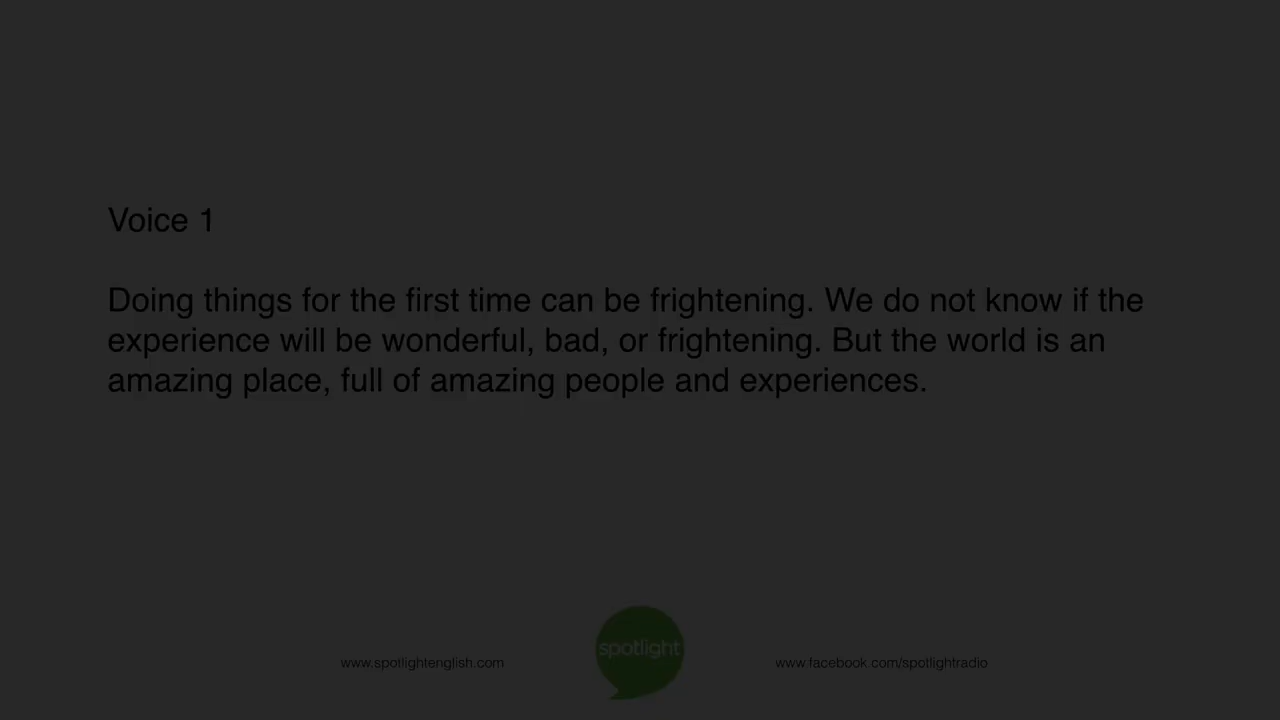 Voice 1
Doing things for the first time can be frightening. We do not know if the
experience will be wonderful, bad, or frightening. But the world is an
amazing place, full of amazing people and experiences.
spotlight
www.spotlightenglish.com
www.facebook.com/spotlightradio